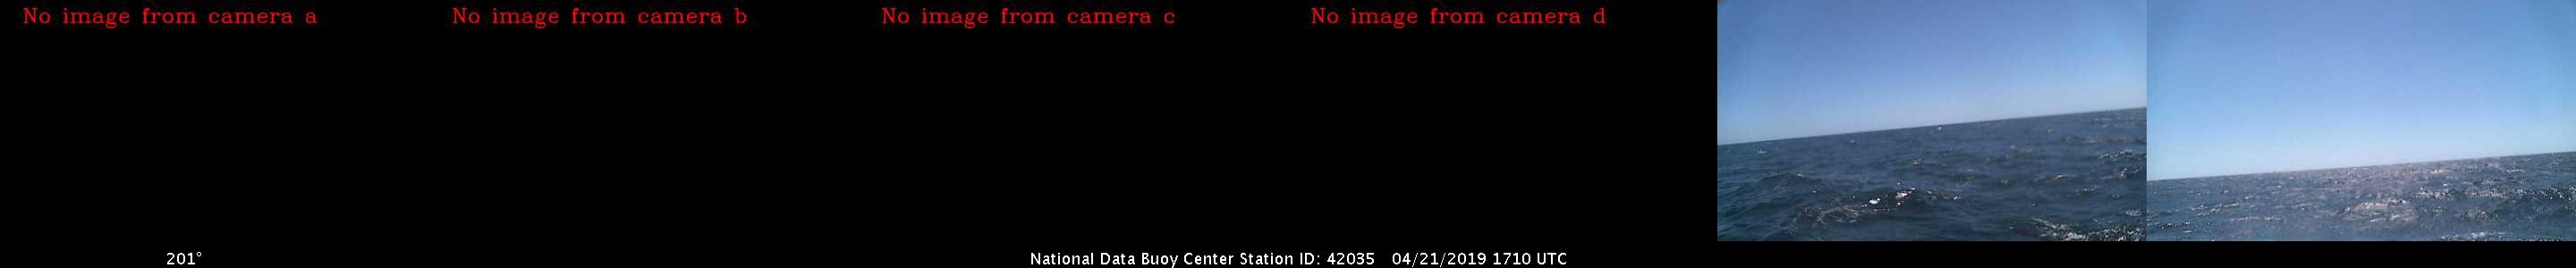 No image from camera a
No image from camera b
No image from camera c
No image from camera d
201°
National Data Buoy Center Station ID: 42035 04/21/2019 1710 UTC